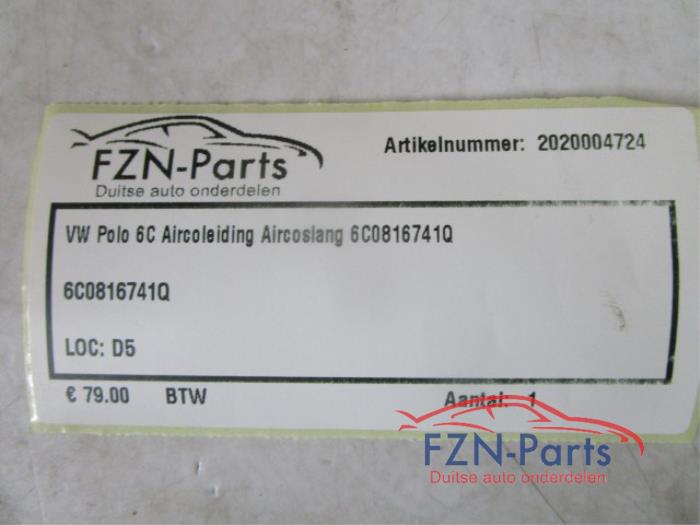 FZN-Parts
Duitse auto onderdelen
Artikelnummer: 2020004724
VW Polo 6C Aircoleiding Aircoslang 6C0816741Q
6C0816741Q
LOC: D5
€ 79.00 BTW Aantal: 1
FZN-Parts
Duitse auto onderdelen